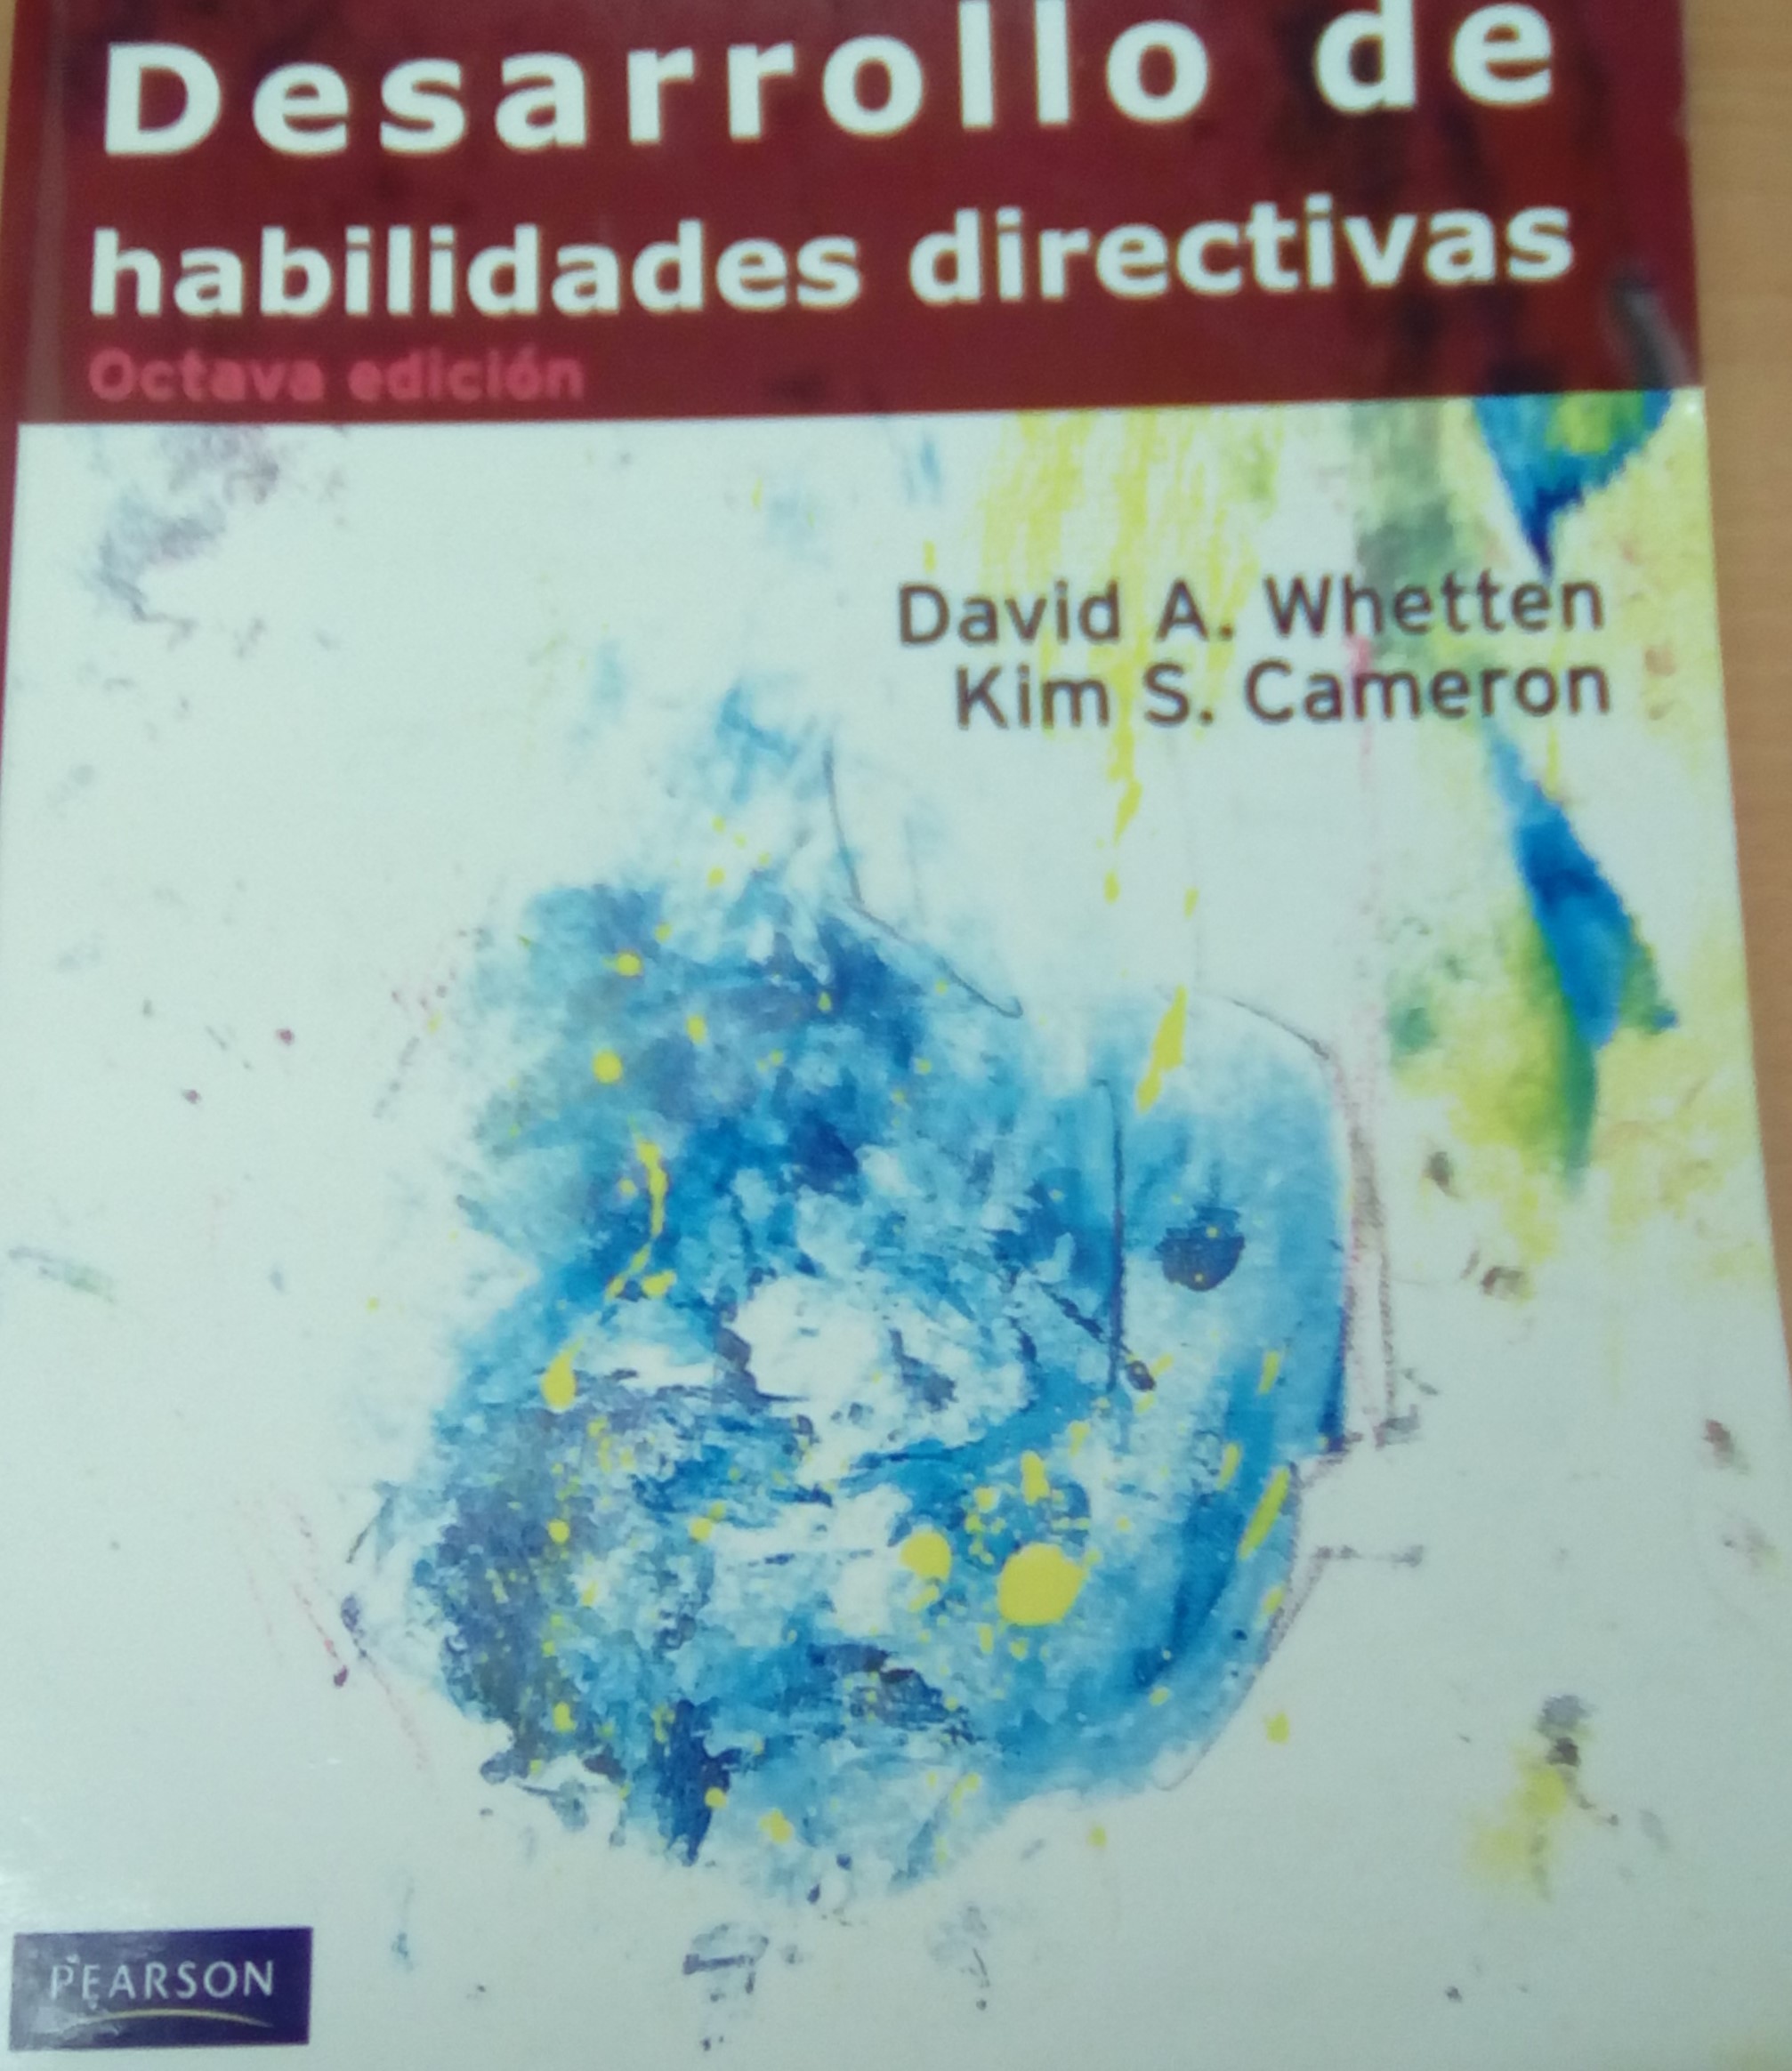 Desarrollo de
habilidades directivas
Octava edición
David A. Whetten
Kim S. Cameron
PEARSON